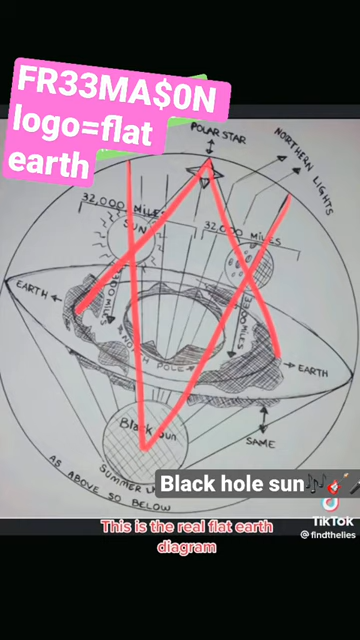 FR33MA$0N
logo=flat
earth
POLAR STAR
NORTHERN LIGHTS
32,000 MILES
SUN
32,000 MILES
EARTH
MILES
MILES
NORTH POLE
EARTH
Black Sun
SAME
SUMMER
AS ABOVE SO BELOW
Black hole sun🎶🎸🎤
TikTok
@findthelies
This is the real flat earth
diagram